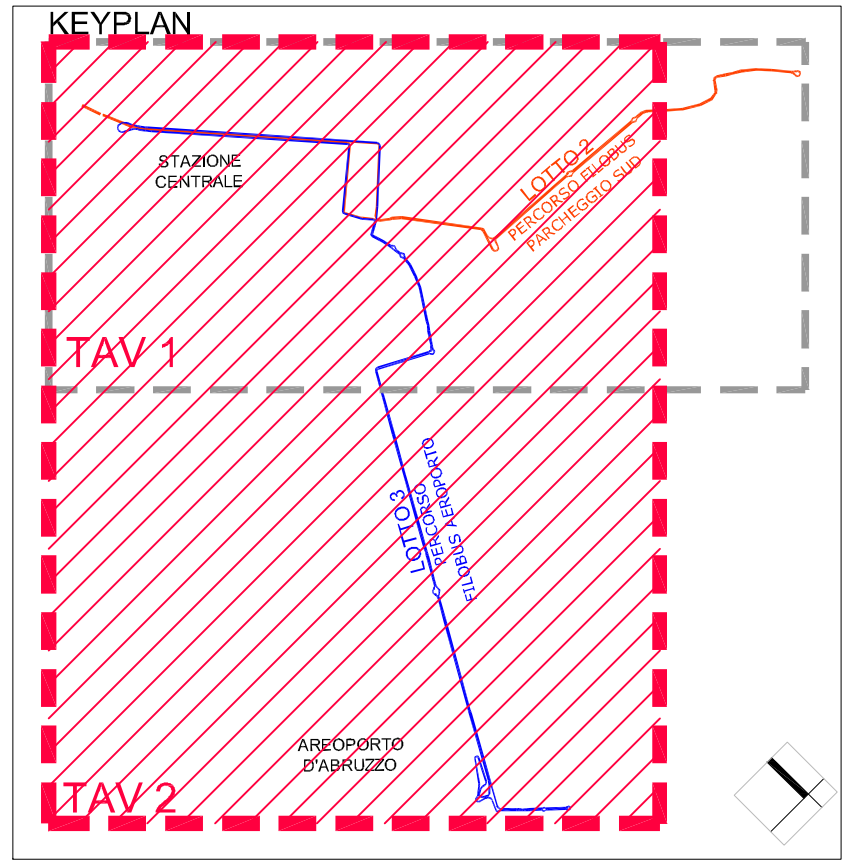 KEYPLAN
STAZIONE
CENTRALE
LOTTO 2
PERCORSO FILOBUS
PARCHEGGIO SUD
TAV 1
LOTTO 3
PERCORSO
FILOBUS AEROPORTO
AREOPORTO
D'ABRUZZO
TAV 2